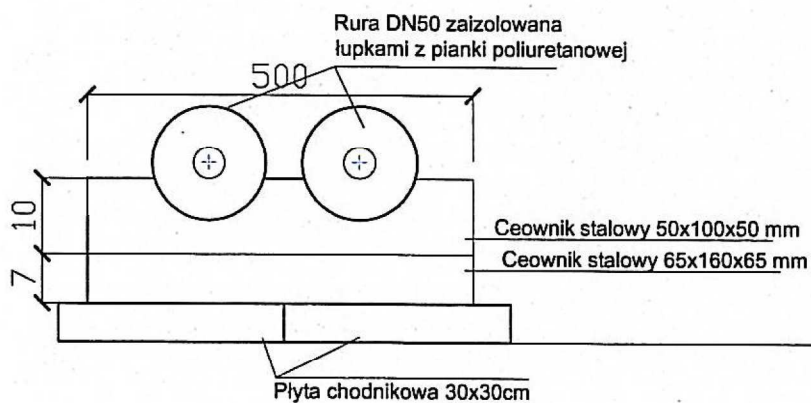 Rura DN50 zaizolowana
łupkami z pianki poliuretanowej
500
10
7
Ceownik stalowy 50x100x50 mm
Ceownik stalowy 65x160x65 mm
Płyta chodnikowa 30x30cm